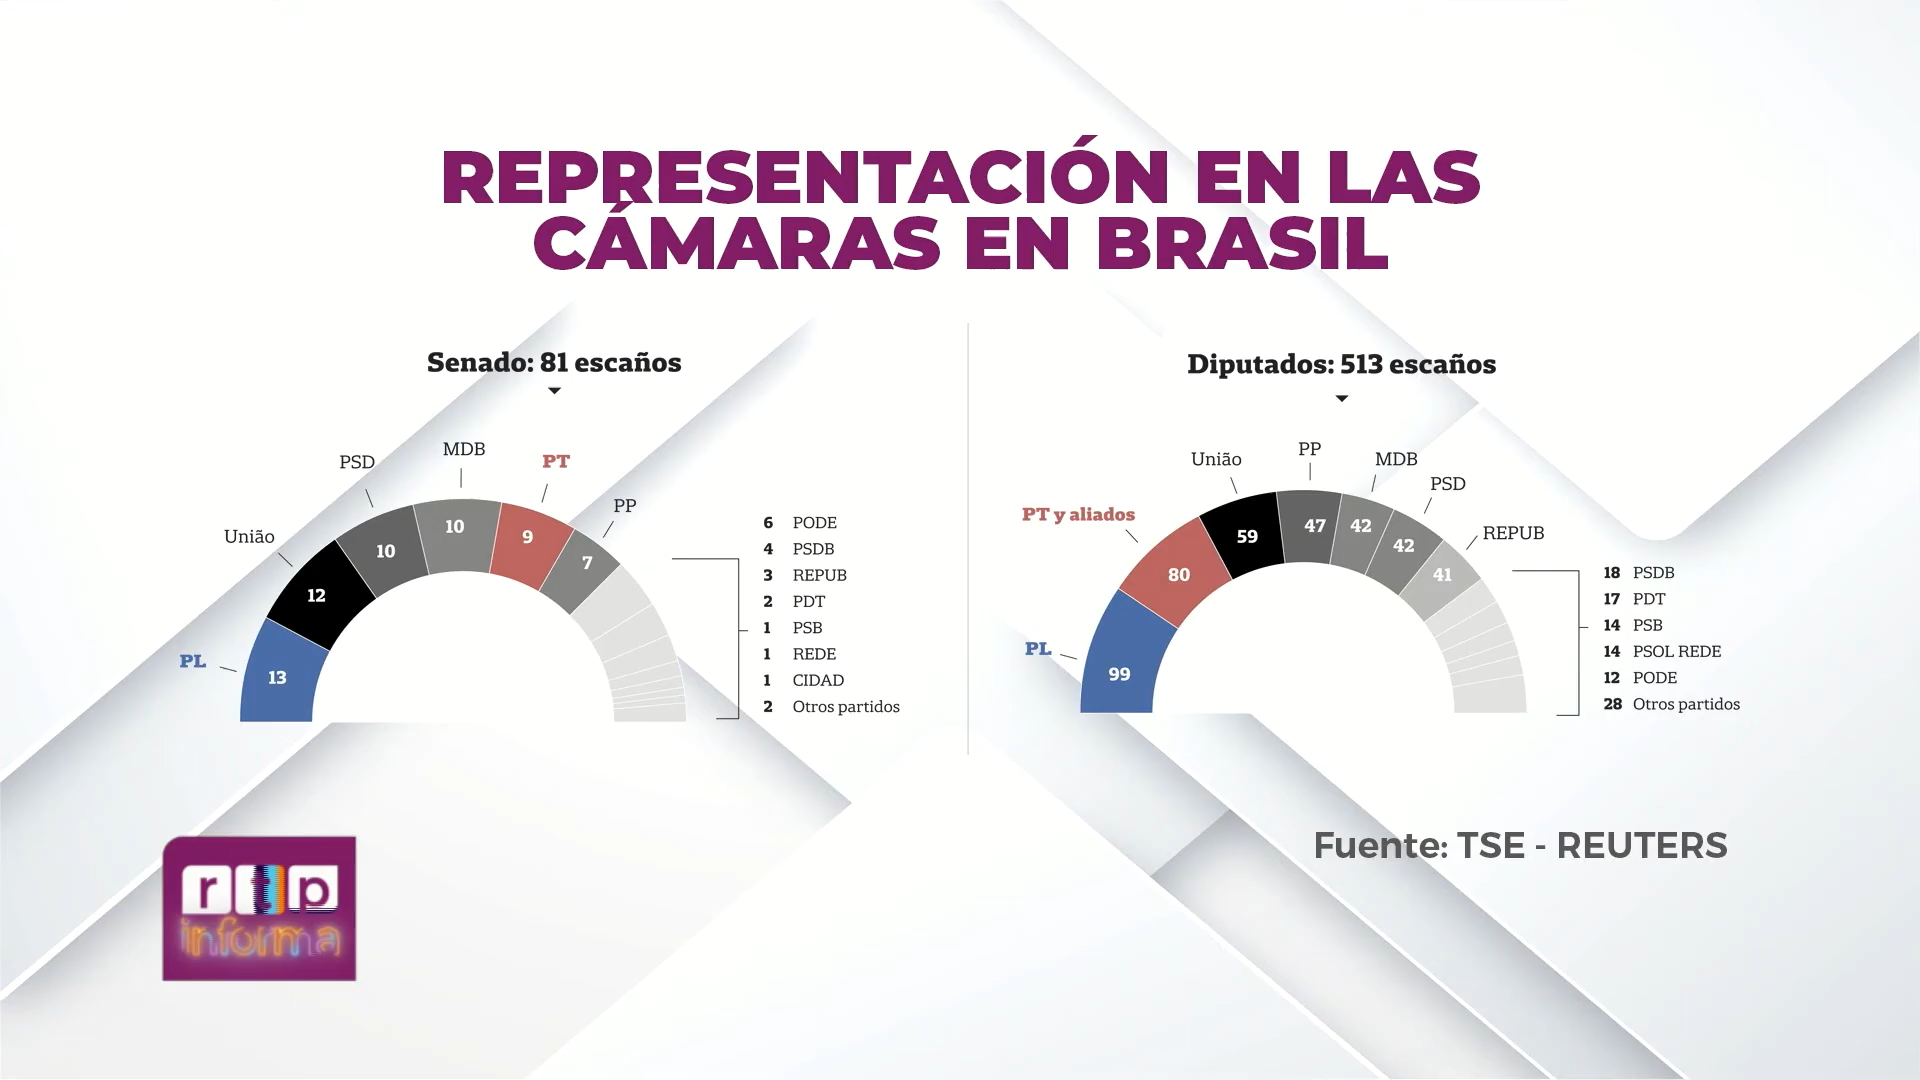 REPRESENTACIÓN EN LAS
CÁMARAS EN BRASIL
Senado: 81 escaños
PL
União
PSD
MDB
PT
PP
13
12
10
10
9
7
6 PODE
4 PSDB
3 REPUB
2 PDT
1 PSB
1 REDE
1 CIDAD
2 Otros partidos
Diputados: 513 escaños
PL
PT y aliados
União
PP
MDB
PSD
REPUB
99
80
59
47
42
42
41
18 PSDB
17 PDT
14 PSB
14 PSOL REDE
12 PODE
28 Otros partidos
Fuente: TSE - REUTERS
rtp
informa